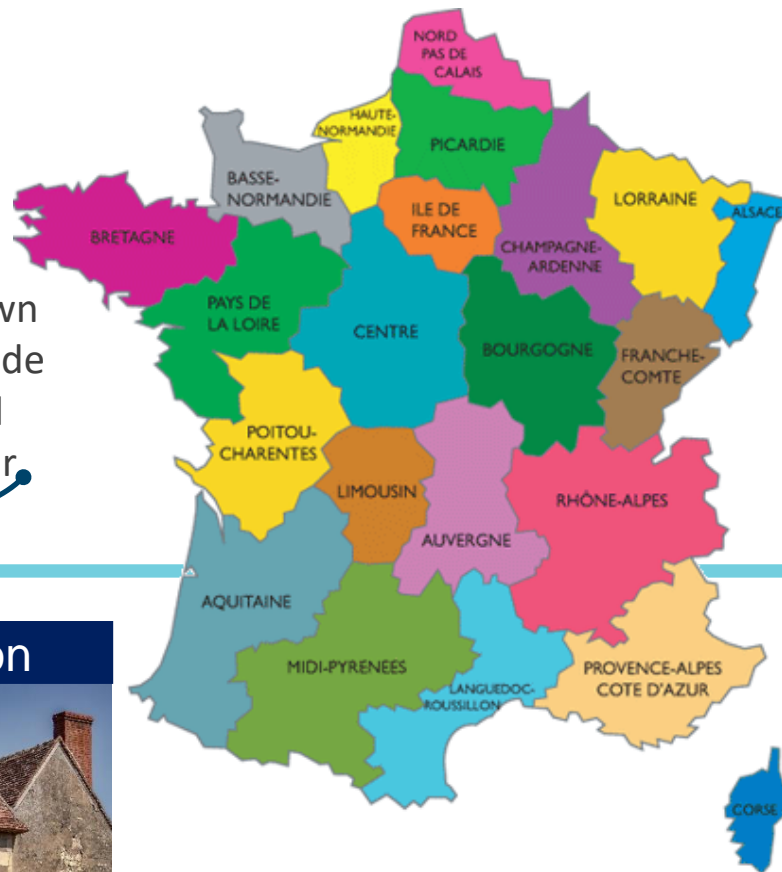 NORD
PAS DE
CALAIS
HAUTE-
NORMANDIE
PICARDIE
BASSE-
NORMANDIE
ILE DE
FRANCE
LORRAINE
ALSACE
BRETAGNE
CHAMPAGNE-
ARDENNE
PAYS DE
LA LOIRE
CENTRE
BOURGOGNE
FRANCHE-
COMTE
POITOU-
CHARENTES
LIMOUSIN
RHÔNE-ALPES
AUVERGNE
AQUITAINE
MIDI-PYRENÉES
LANGUEDOC-
ROUSSILLON
PROVENCE-ALPES
COTE D'AZUR
CORSE